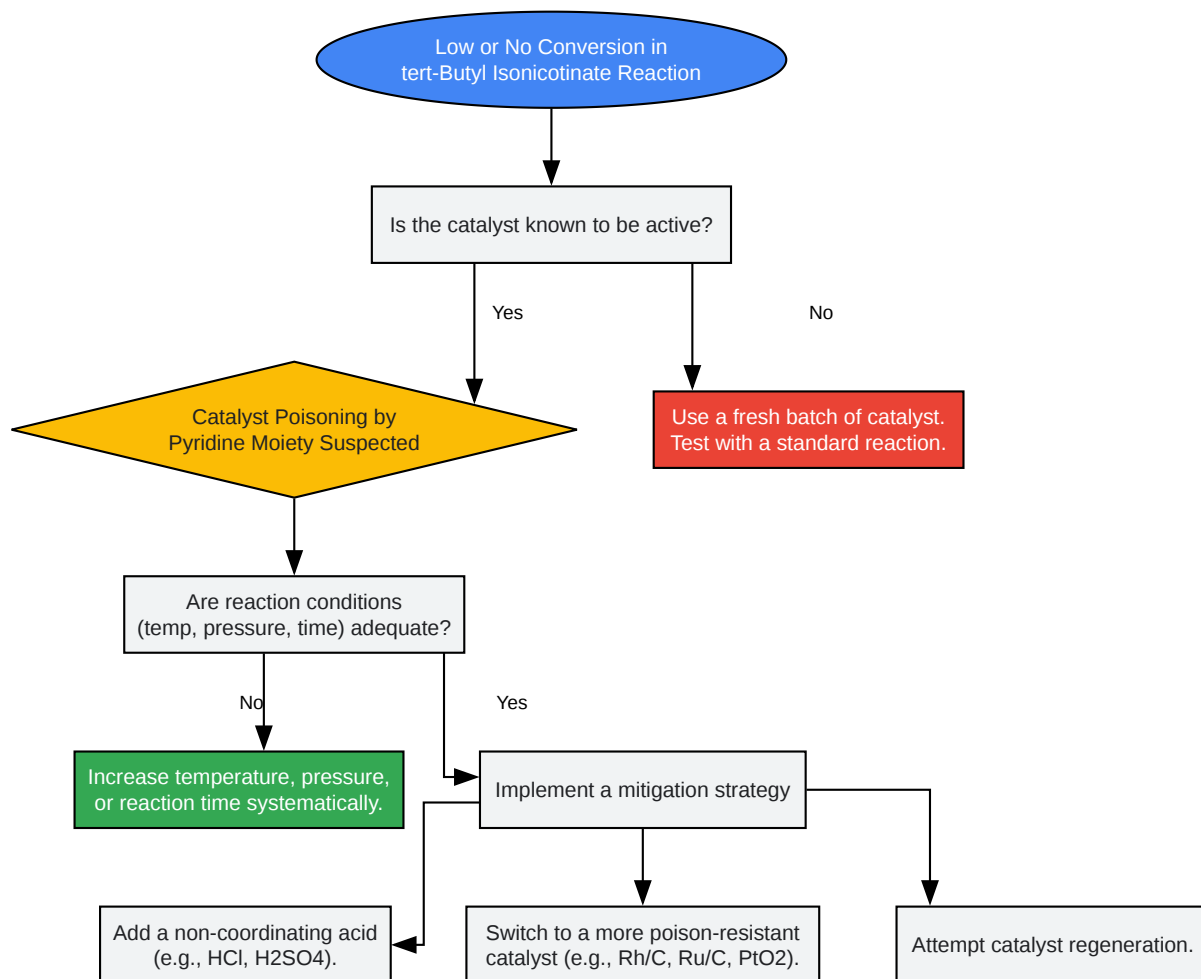 Low or No Conversion in
tert-Butyl Isonicotinate Reaction
Is the catalyst known to be active?
Yes
No
Catalyst Poisoning by
Pyridine Moiety Suspected
Use a fresh batch of catalyst.
Test with a standard reaction.
Are reaction conditions
(temp, pressure, time) adequate?
No
Yes
Increase temperature, pressure,
or reaction time systematically.
Implement a mitigation strategy
Add a non-coordinating acid
(e.g., HCl, H2SO4).
Switch to a more poison-resistant
catalyst (e.g., Rh/C, Ru/C, PtO2).
Attempt catalyst regeneration.